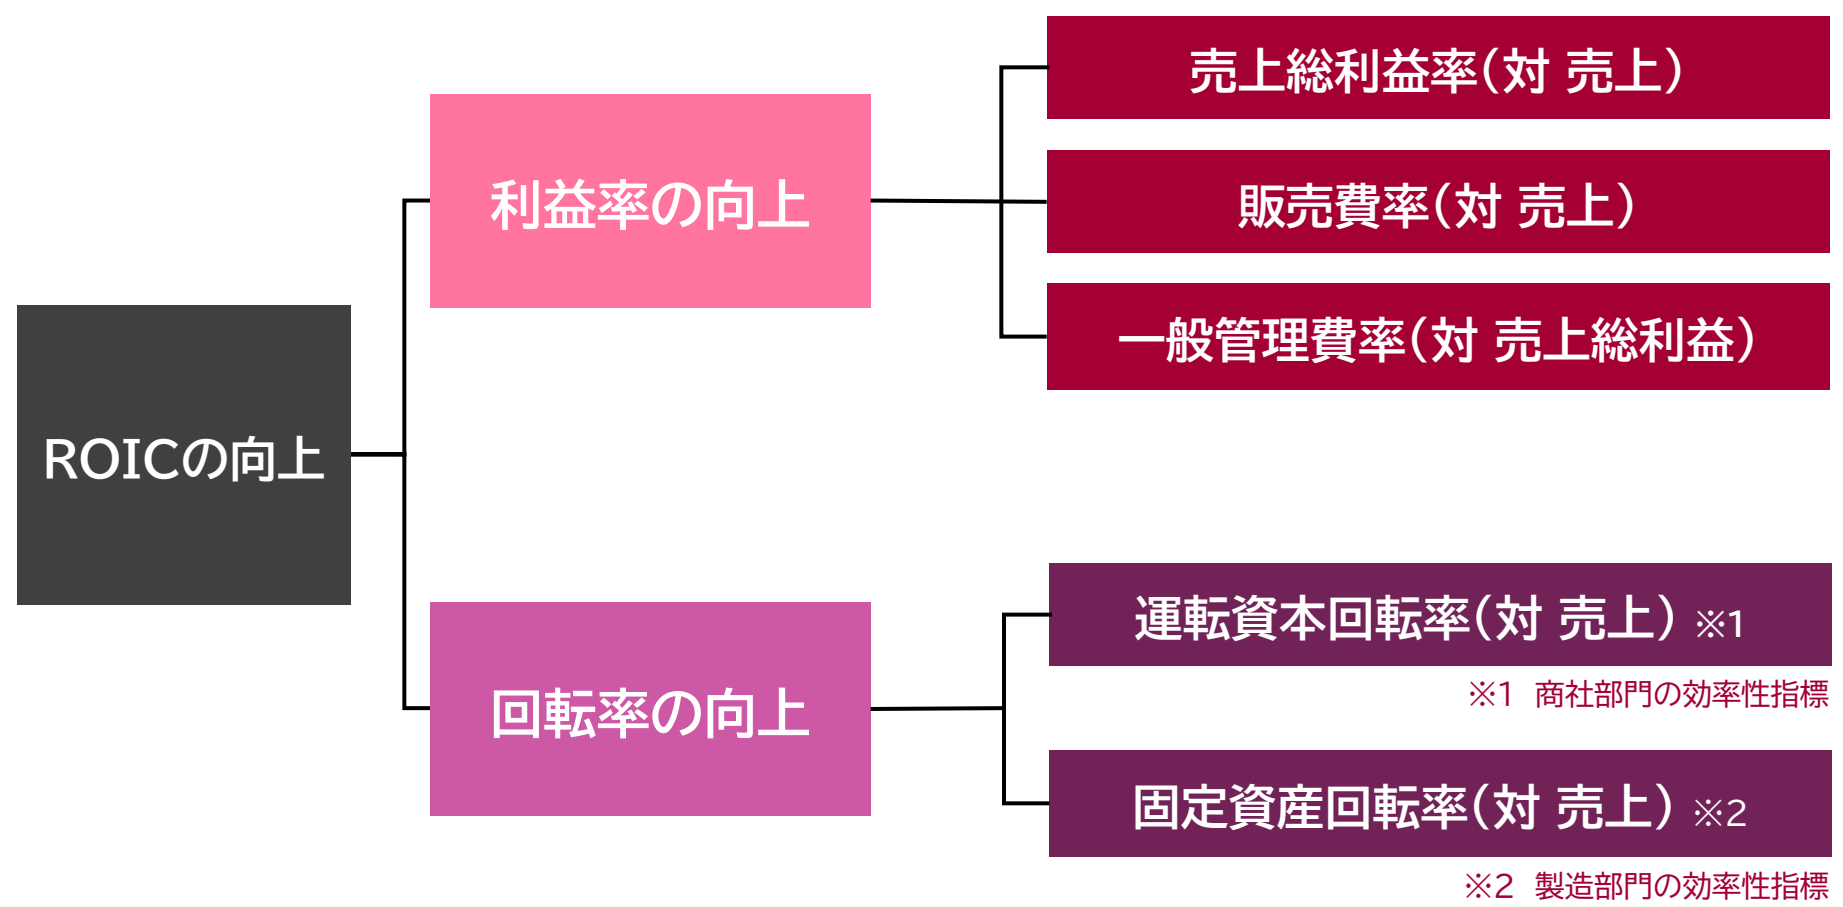 売上総利益率(対 売上)
利益率の向上
販売費率(対 売上)
一般管理費率(対 売上総利益)
ROICの向上
運転資本回転率(対 売上) ※1
※1 商社部門の効率性指標
回転率の向上
固定資産回転率(対 売上) ※2
※2 製造部門の効率性指標